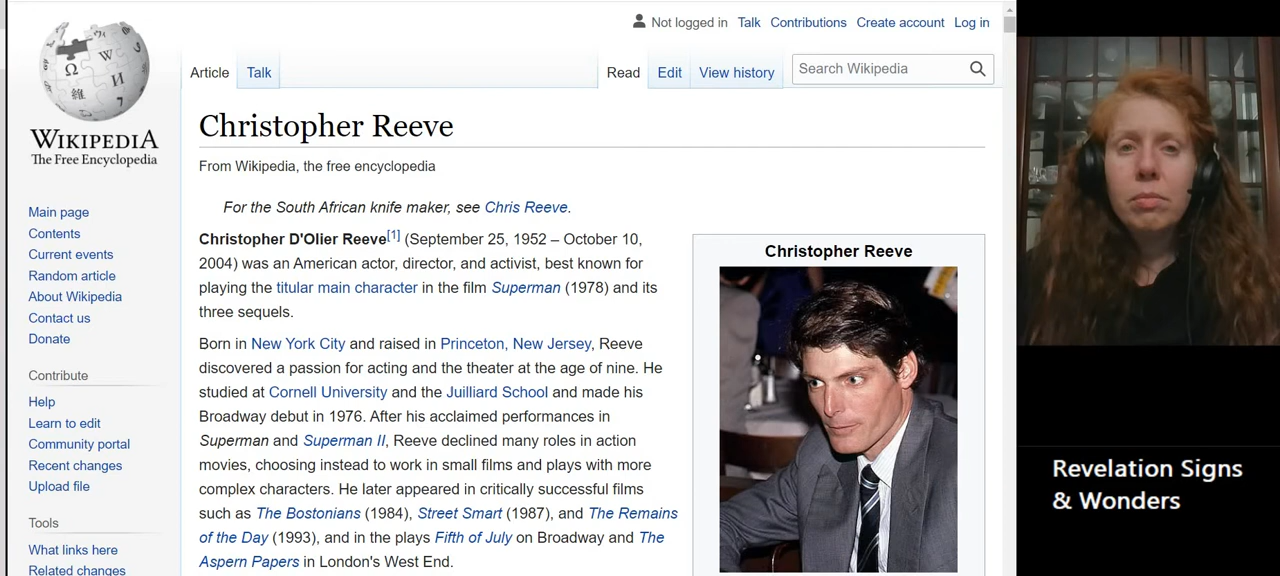 Not logged in Talk Contributions Create account Log in
Article Talk Read Edit View history Search Wikipedia
WIKIPEDIA
The Free Encyclopedia
Main page
Contents
Current events
Random article
About Wikipedia
Contact us
Donate
Contribute
Help
Learn to edit
Community portal
Recent changes
Upload file
Tools
What links here
Related changes
Christopher Reeve
From Wikipedia, the free encyclopedia
For the South African knife maker, see Chris Reeve.
Christopher D'Olier Reeve[1] (September 25, 1952 – October 10,
2004) was an American actor, director, and activist, best known for
playing the titular main character in the film Superman (1978) and its
three sequels.
Born in New York City and raised in Princeton, New Jersey, Reeve
discovered a passion for acting and the theater at the age of nine. He
studied at Cornell University and the Juilliard School and made his
Broadway debut in 1976. After his acclaimed performances in
Superman and Superman II, Reeve declined many roles in action
movies, choosing instead to work in small films and plays with more
complex characters. He later appeared in critically successful films
such as The Bostonians (1984), Street Smart (1987), and The Remains
of the Day (1993), and in the plays Fifth of July on Broadway and The
Aspern Papers in London's West End.
Christopher Reeve
Revelation Signs
& Wonders